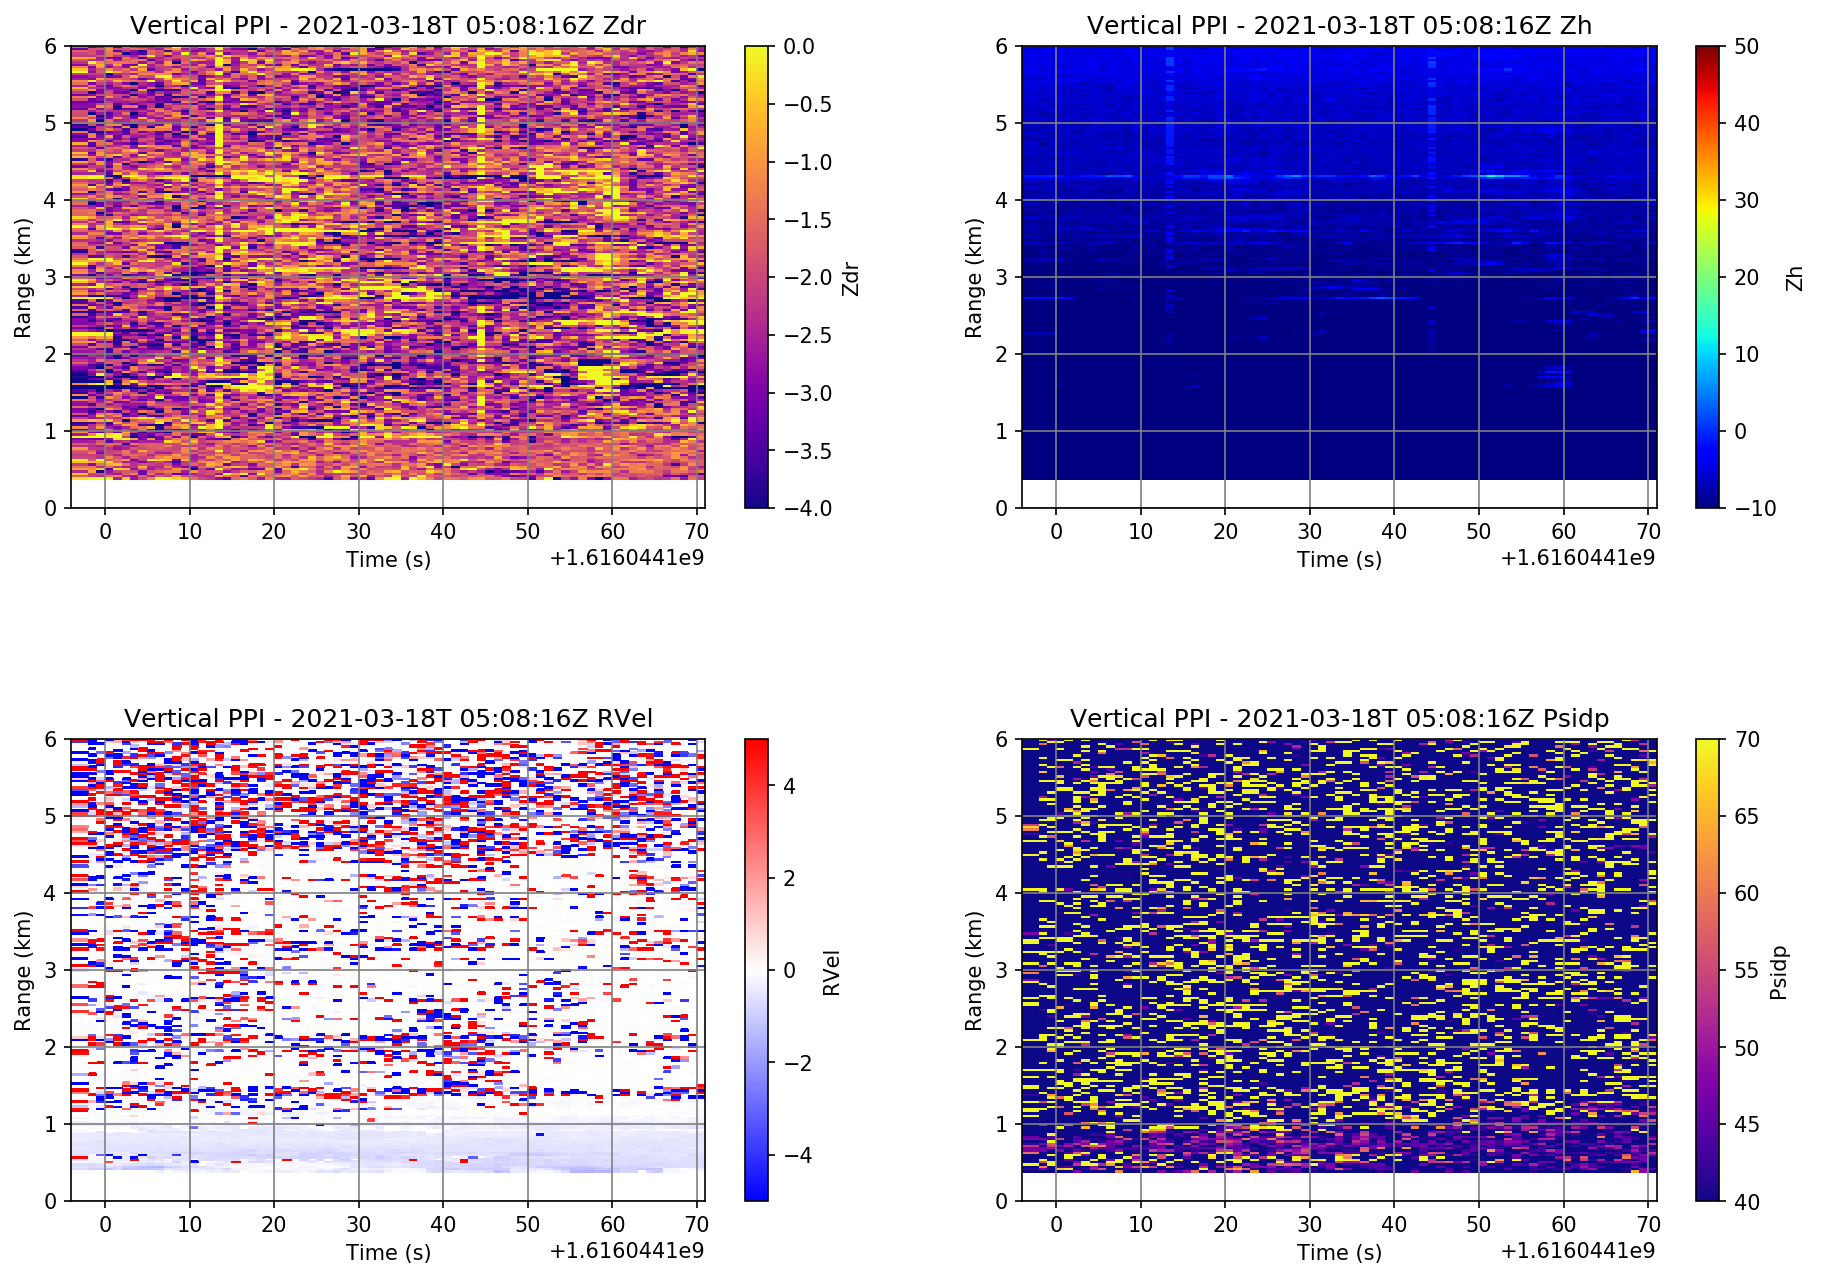 Vertical PPI - 2021-03-18T 05:08:16Z Zdr
6
5
4
3
2
1
0
Range (km)
0 10 20 30 40 50 60 70
Time (s)
+1.6160441e9
0.0
−0.5
−1.0
−1.5
−2.0
−2.5
−3.0
−3.5
−4.0
Zdr
Vertical PPI - 2021-03-18T 05:08:16Z Zh
6
5
4
3
2
1
0
Range (km)
0 10 20 30 40 50 60 70
Time (s)
+1.6160441e9
50
40
30
20
10
0
−10
Zh
Vertical PPI - 2021-03-18T 05:08:16Z RVel
6
5
4
3
2
1
0
Range (km)
0 10 20 30 40 50 60 70
Time (s)
+1.6160441e9
4
2
0
−2
−4
RVel
Vertical PPI - 2021-03-18T 05:08:16Z Psidp
6
5
4
3
2
1
0
Range (km)
0 10 20 30 40 50 60 70
Time (s)
+1.6160441e9
70
65
60
55
50
45
40
Psidp